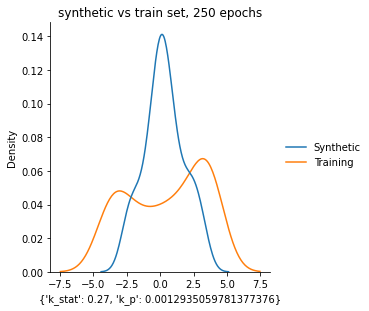 synthetic vs train set, 250 epochs
0.14
0.12
0.10
0.08
0.06
0.04
0.02
0.00
Density
−7.5 −5.0 −2.5 0.0 2.5 5.0 7.5
{'k_stat': 0.27, 'k_p': 0.0012935059781377376}
Synthetic
Training